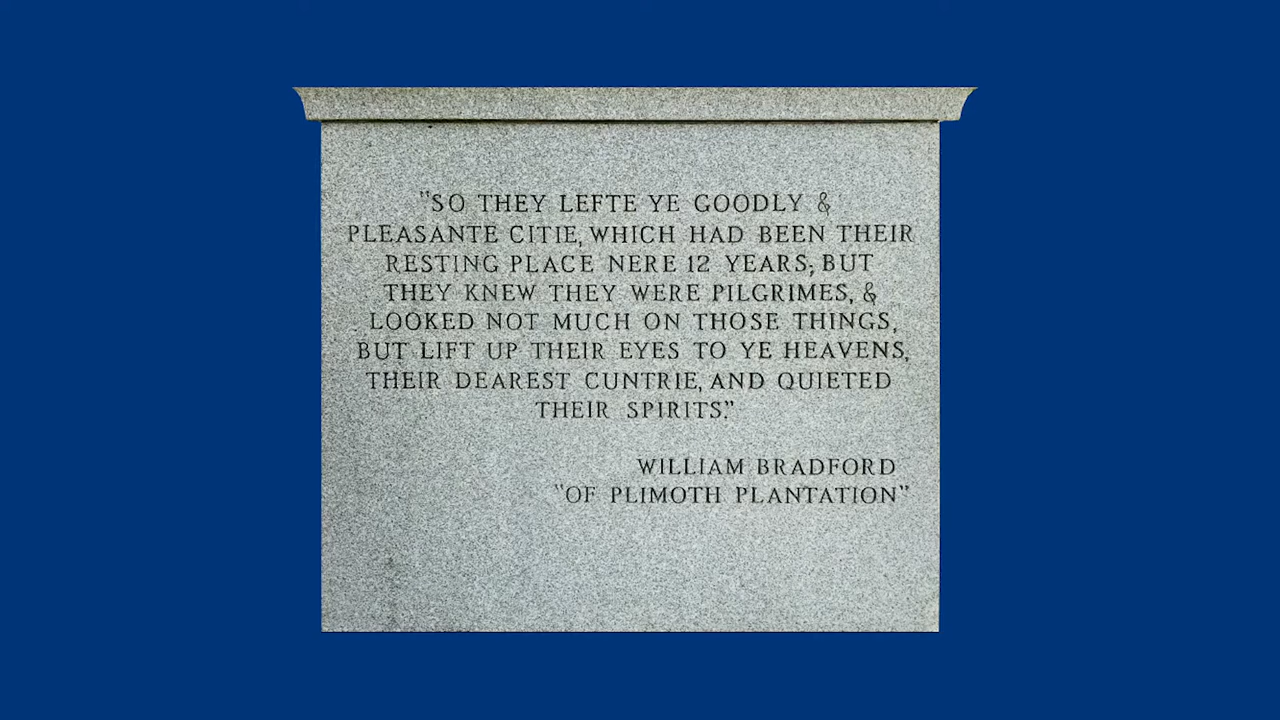 "SO THEY LEFTE YE GOODLY &
PLEASANTE CITIE, WHICH HAD BEEN THEIR
RESTING PLACE NERE 12 YEARS; BUT
THEY KNEW THEY WERE PILGRIMES, &
LOOKED NOT MUCH ON THOSE THINGS,
BUT LIFT UP THEIR EYES TO YE HEAVENS,
THEIR DEAREST CUNTRIE, AND QUIETED
THEIR SPIRITS."
WILLIAM BRADFORD
"OF PLIMOTH PLANTATION"